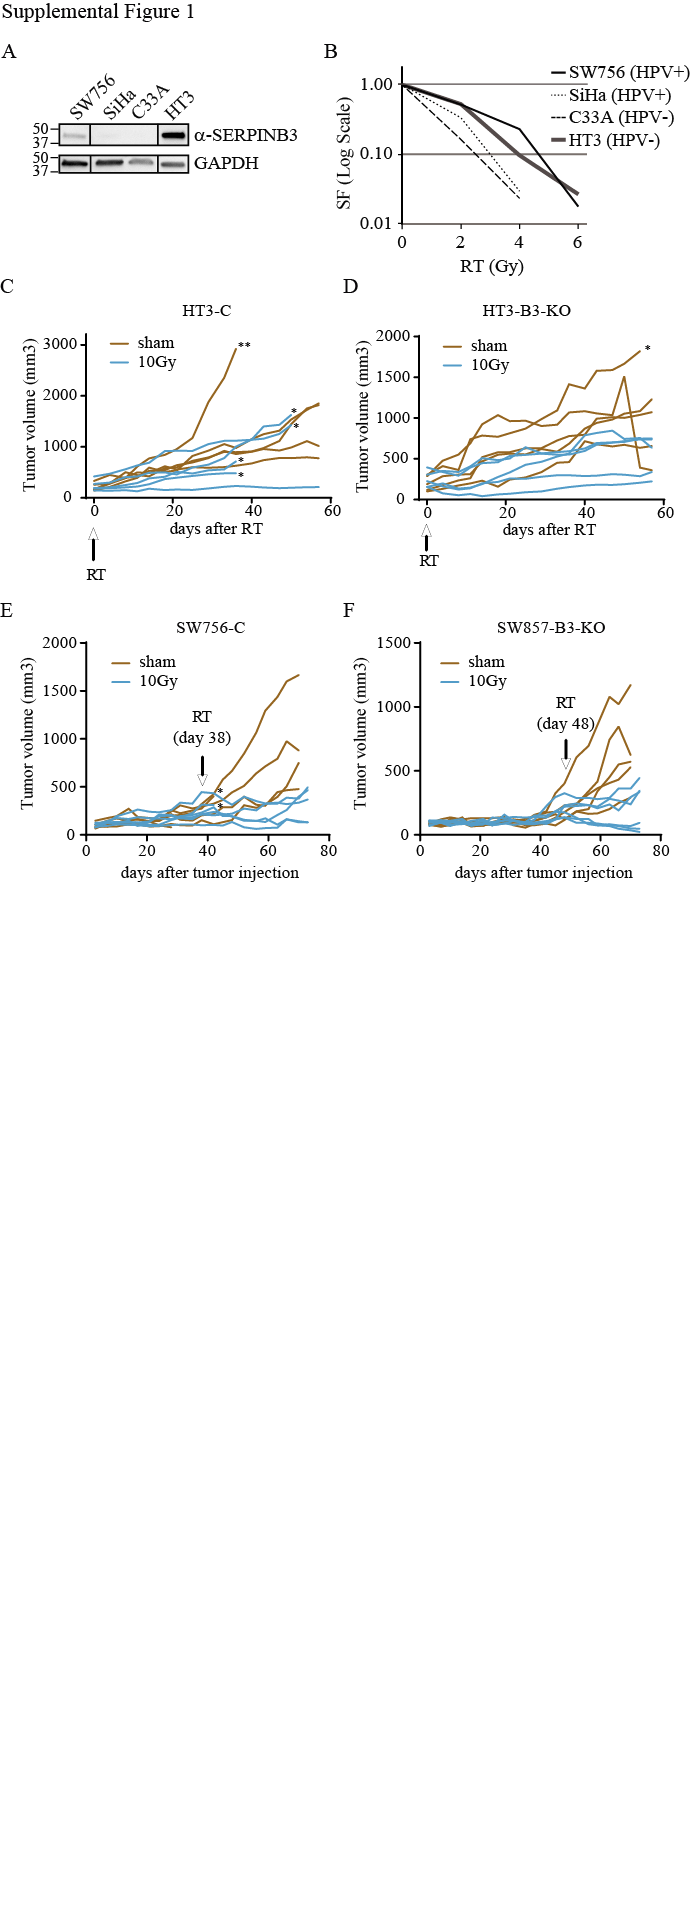 Supplemental Figure 1
A
SW756
SiHa
C33A
HT3
50
37
α-SERPINB3
50
37
GAPDH
B
SF (Log Scale)
1.00
0.10
0.01
0
2
4
6
RT (Gy)
SW756 (HPV+)
SiHa (HPV+)
C33A (HPV-)
HT3 (HPV-)
C
HT3-C
Tumor volume (mm3)
3000
2000
1000
0
sham
10Gy
**
*
*
*
*
0
20
40
60
days after RT
RT
D
HT3-B3-KO
Tumor volume (mm3)
2000
1500
1000
500
0
sham
10Gy
*
0
20
40
60
days after RT
RT
E
SW756-C
Tumor volume (mm3)
2000
1500
1000
500
0
sham
10Gy
RT
(day 38)
*
*
0
20
40
60
80
days after tumor injection
F
SW857-B3-KO
Tumor volume (mm3)
1500
1000
500
0
sham
10Gy
RT
(day 48)
0
20
40
60
80
days after tumor injection